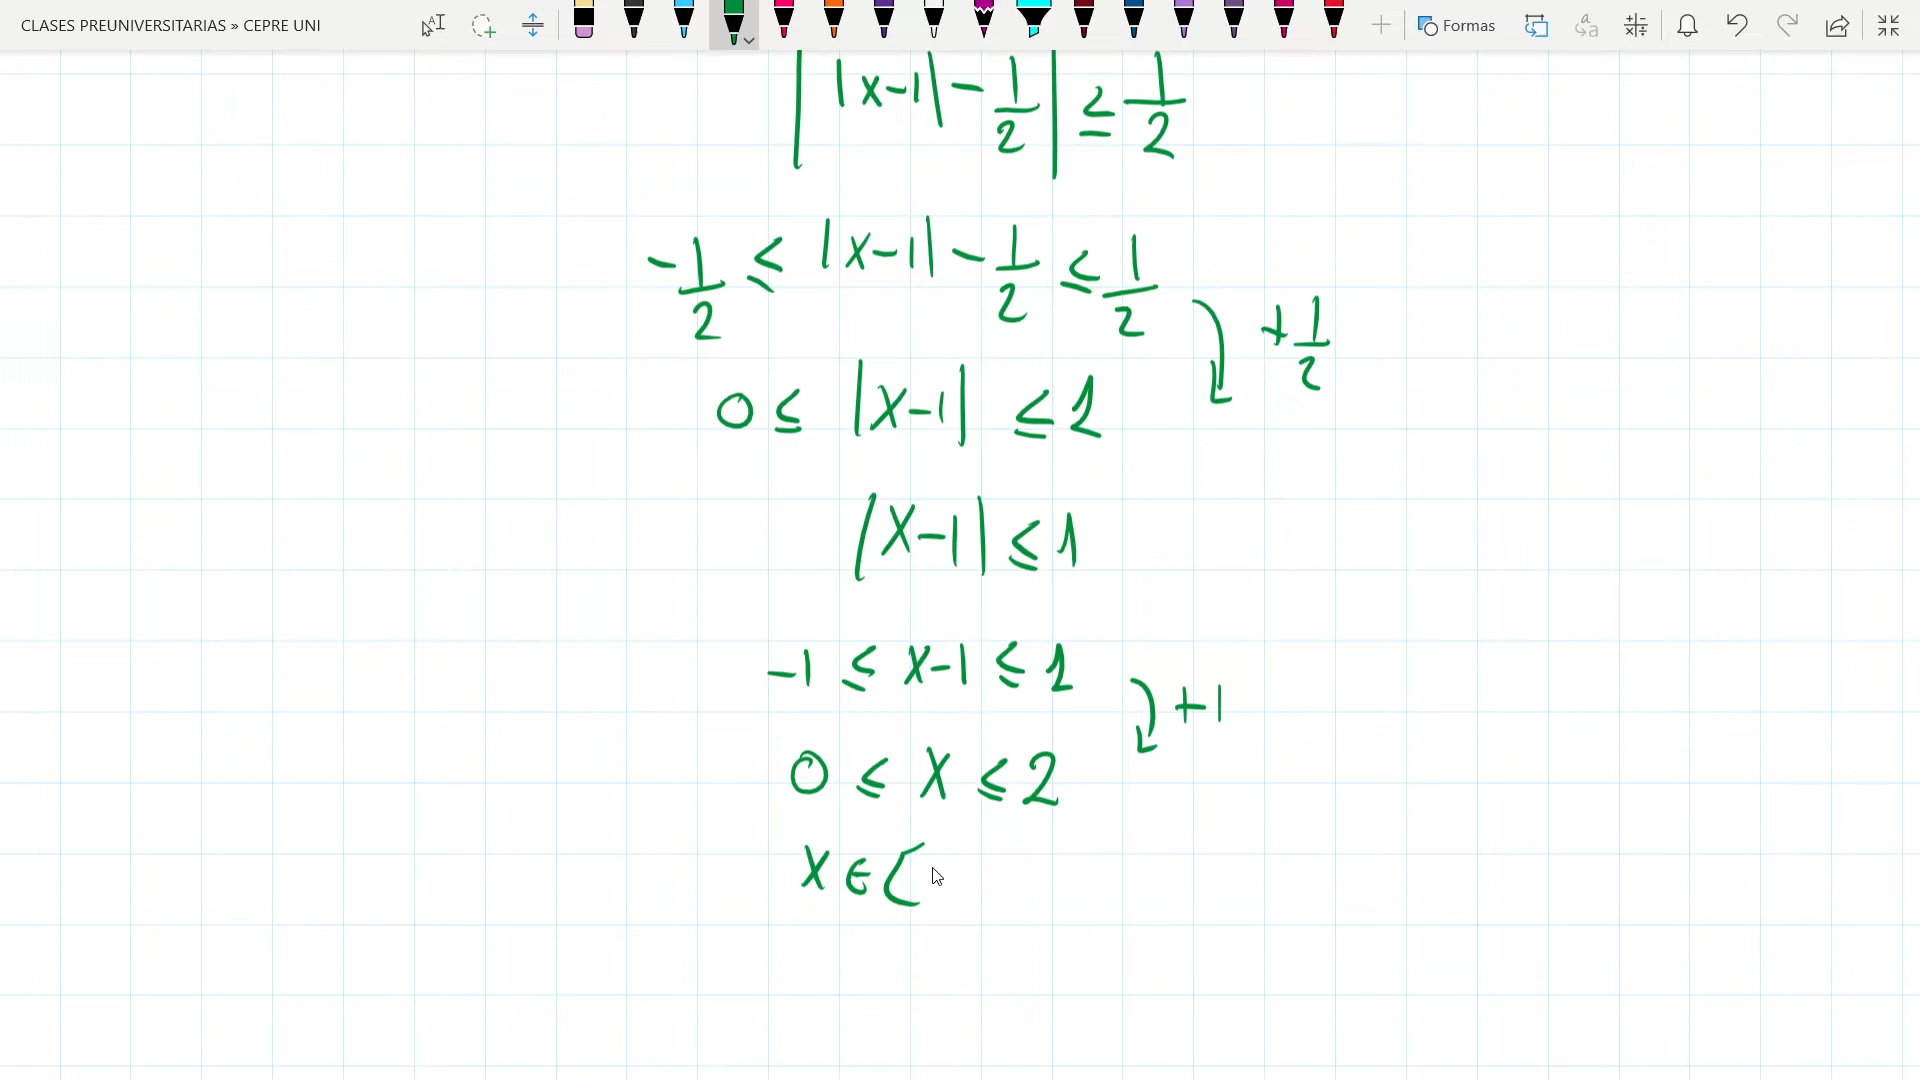 CLASES PREUNIVERSITARIAS » CEPRE UNI
Formas
||x-1| - 1/2| ≤ 1/2
-1/2 ≤ |x-1| - 1/2 ≤ 1/2
+1/2
0 ≤ |x-1| ≤ 1
|x-1| ≤ 1
-1 ≤ x-1 ≤ 1
+1
0 ≤ x ≤ 2
x ∈ [